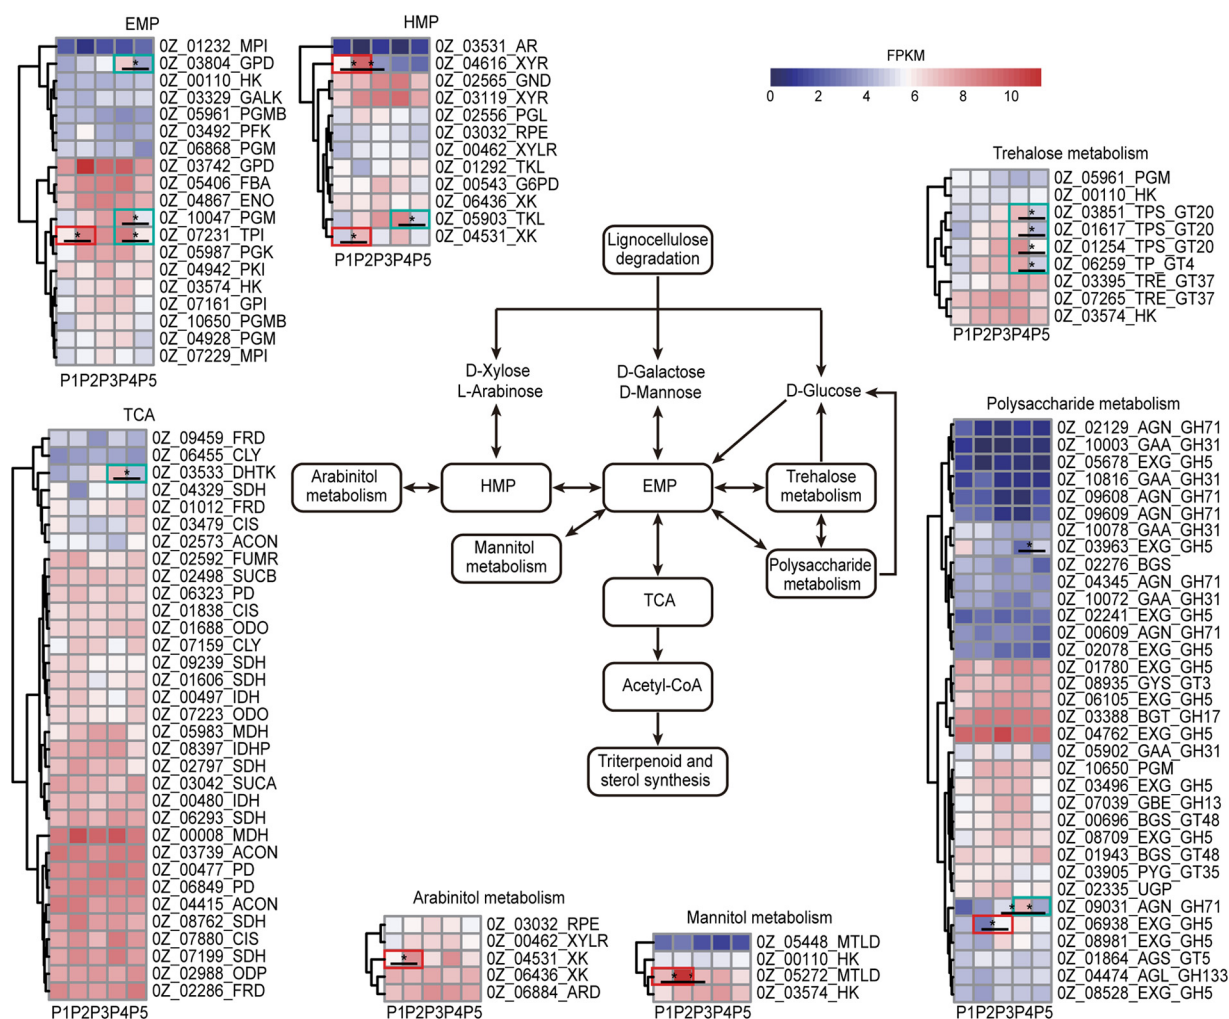 EMP
0Z_01232_MPI
0Z_03804_GPD
0Z_00110_HK
0Z_03329_GALK
0Z_05961_PGMB
0Z_03492_PFK
0Z_06868_PGM
0Z_03742_GPD
0Z_05406_FBA
0Z_04867_ENO
0Z_10047_PGM
0Z_07231_TPI
0Z_05987_PGK
0Z_04942_PKI
0Z_03574_HK
0Z_07161_GPI
0Z_10650_PGMB
0Z_04928_PGM
0Z_07229_MPI
P1P2P3P4P5
HMP
0Z_03531_AR
0Z_04616_XYR
0Z_02565_GND
0Z_03119_XYR
0Z_02556_PGL
0Z_03032_RPE
0Z_00462_XYLR
0Z_01292_TKL
0Z_00543_G6PD
0Z_06436_XK
0Z_05903_TKL
0Z_04531_XK
P1P2P3P4P5
FPKM
0 2 4 6 8 10
Trehalose metabolism
0Z_05961_PGM
0Z_00110_HK
0Z_03851_TPS_GT20
0Z_01617_TPS_GT20
0Z_01254_TPS_GT20
0Z_06259_TP_GT4
0Z_03395_TRE_GT37
0Z_07265_TRE_GT37
0Z_03574_HK
P1P2P3P4P5
Lignocellulose
degradation
D-Xylose
L-Arabinose
D-Galactose
D-Mannose
D-Glucose
Arabinitol
metabolism
HMP
EMP
Trehalose
metabolism
Mannitol
metabolism
Polysaccharide
metabolism
TCA
Acetyl-CoA
Triterpenoid and
sterol synthesis
TCA
0Z_09459_FRD
0Z_06455_CLY
0Z_03533_DHTK
0Z_04329_SDH
0Z_01012_FRD
0Z_03479_CIS
0Z_02573_ACON
0Z_02592_FUMR
0Z_02498_SUCB
0Z_06323_PD
0Z_01838_CIS
0Z_01688_ODO
0Z_07159_CLY
0Z_09239_SDH
0Z_01606_SDH
0Z_00497_IDH
0Z_07223_ODO
0Z_05983_MDH
0Z_08397_IDHP
0Z_02797_SDH
0Z_03042_SUCA
0Z_00480_IDH
0Z_06293_SDH
0Z_00008_MDH
0Z_03739_ACON
0Z_00477_PD
0Z_06849_PD
0Z_04415_ACON
0Z_08762_SDH
0Z_07880_CIS
0Z_07199_SDH
0Z_02988_ODP
0Z_02286_FRD
P1P2P3P4P5
Arabinitol metabolism
0Z_03032_RPE
0Z_00462_XYLR
0Z_04531_XK
0Z_06436_XK
0Z_06884_ARD
P1P2P3P4P5
Mannitol metabolism
0Z_05448_MTLD
0Z_00110_HK
0Z_05272_MTLD
0Z_03574_HK
P1P2P3P4P5
Polysaccharide metabolism
0Z_02129_AGN_GH71
0Z_10003_GAA_GH31
0Z_05678_EXG_GH5
0Z_10816_GAA_GH31
0Z_09608_AGN_GH71
0Z_09609_AGN_GH71
0Z_10078_GAA_GH31
0Z_03963_EXG_GH5
0Z_02276_BGS
0Z_04345_AGN_GH71
0Z_10072_GAA_GH31
0Z_02241_EXG_GH5
0Z_00609_AGN_GH71
0Z_02078_EXG_GH5
0Z_01780_EXG_GH5
0Z_08935_GYS_GT3
0Z_06105_EXG_GH5
0Z_03388_BGT_GH17
0Z_04762_EXG_GH5
0Z_05902_GAA_GH31
0Z_10650_PGM
0Z_03496_EXG_GH5
0Z_07039_GBE_GH13
0Z_00696_BGS_GT48
0Z_08709_EXG_GH5
0Z_01943_BGS_GT48
0Z_03905_PYG_GT35
0Z_02335_UGP
0Z_09031_AGN_GH71
0Z_06938_EXG_GH5
0Z_08981_EXG_GH5
0Z_01864_AGS_GT5
0Z_04474_AGL_GH133
0Z_08528_EXG_GH5
P1P2P3P4P5